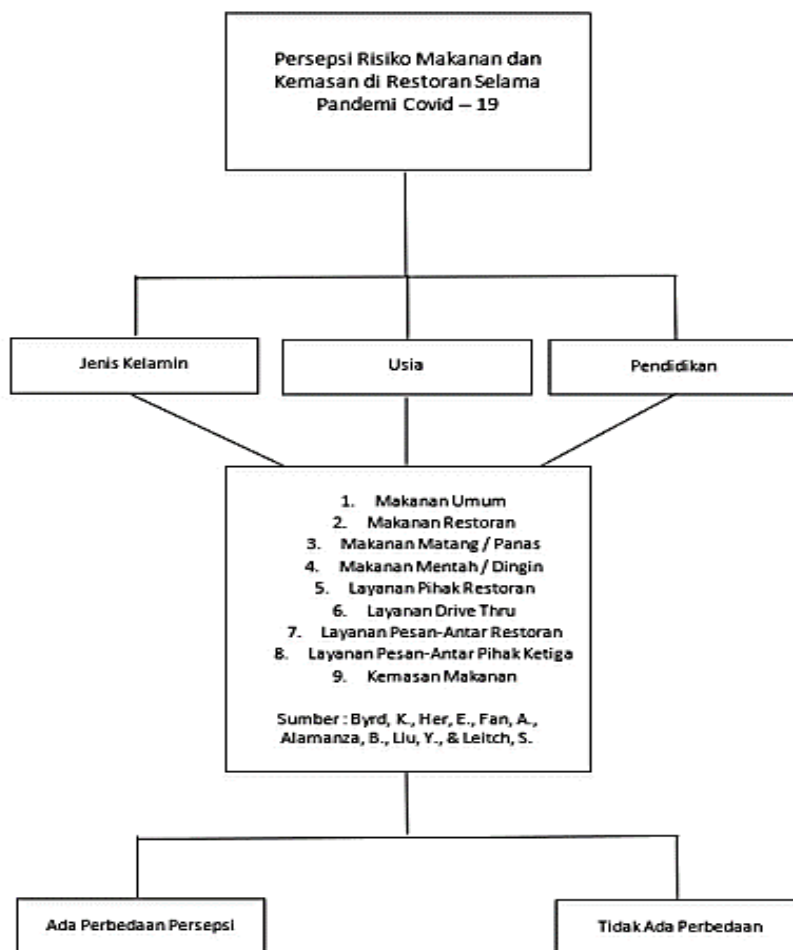 Persepsi Risiko Makanan dan
Kemasan di Restoran Selama
Pandemi Covid – 19
Jenis Kelamin
Usia
Pendidikan
1. Makanan Umum
2. Makanan Restoran
3. Makanan Matang / Panas
4. Makanan Mentah / Dingin
5. Layanan Pihak Restoran
6. Layanan Drive Thru
7. Layanan Pesan-Antar Restoran
8. Layanan Pesan-Antar Pihak Ketiga
9. Kemasan Makanan
Sumber : Byrd, K., Her, E., Fan, A.,
Alamanza, B., Liu, Y., & Leitch, S.
Ada Perbedaan Persepsi
Tidak Ada Perbedaan